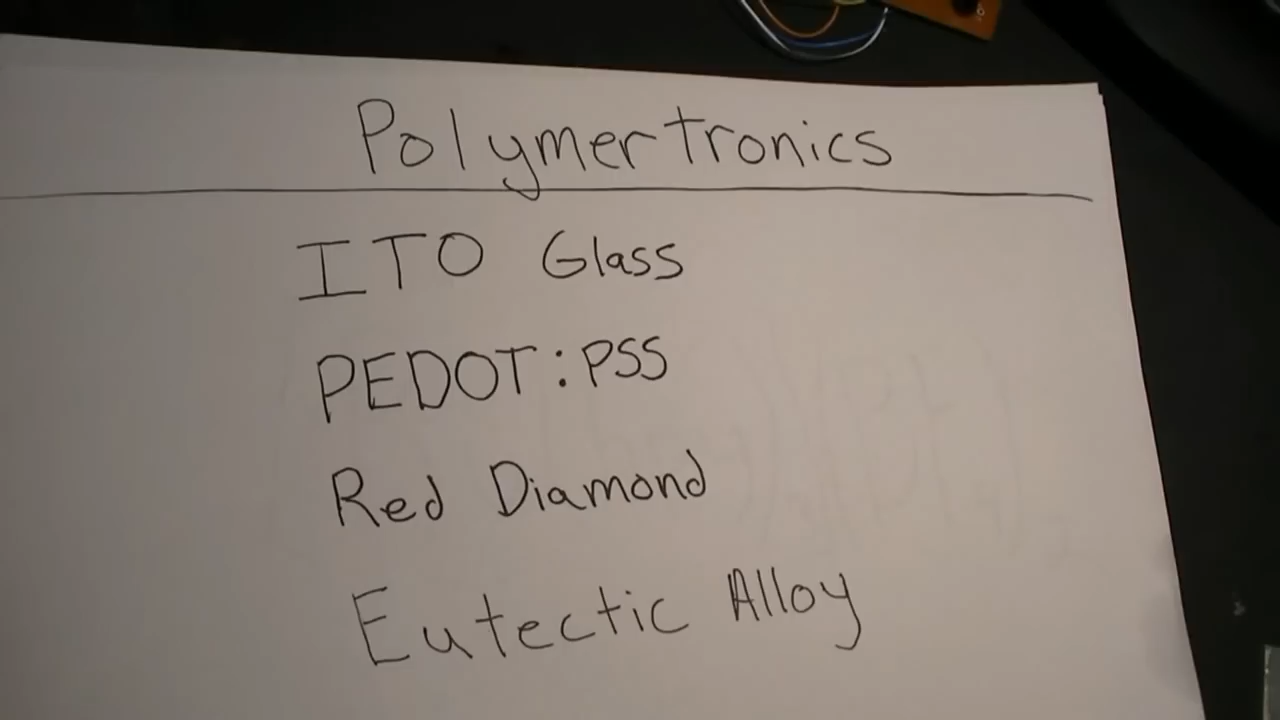 Polymertronics
ITO Glass
PEDOT:PSS
Red Diamond
Eutectic Alloy